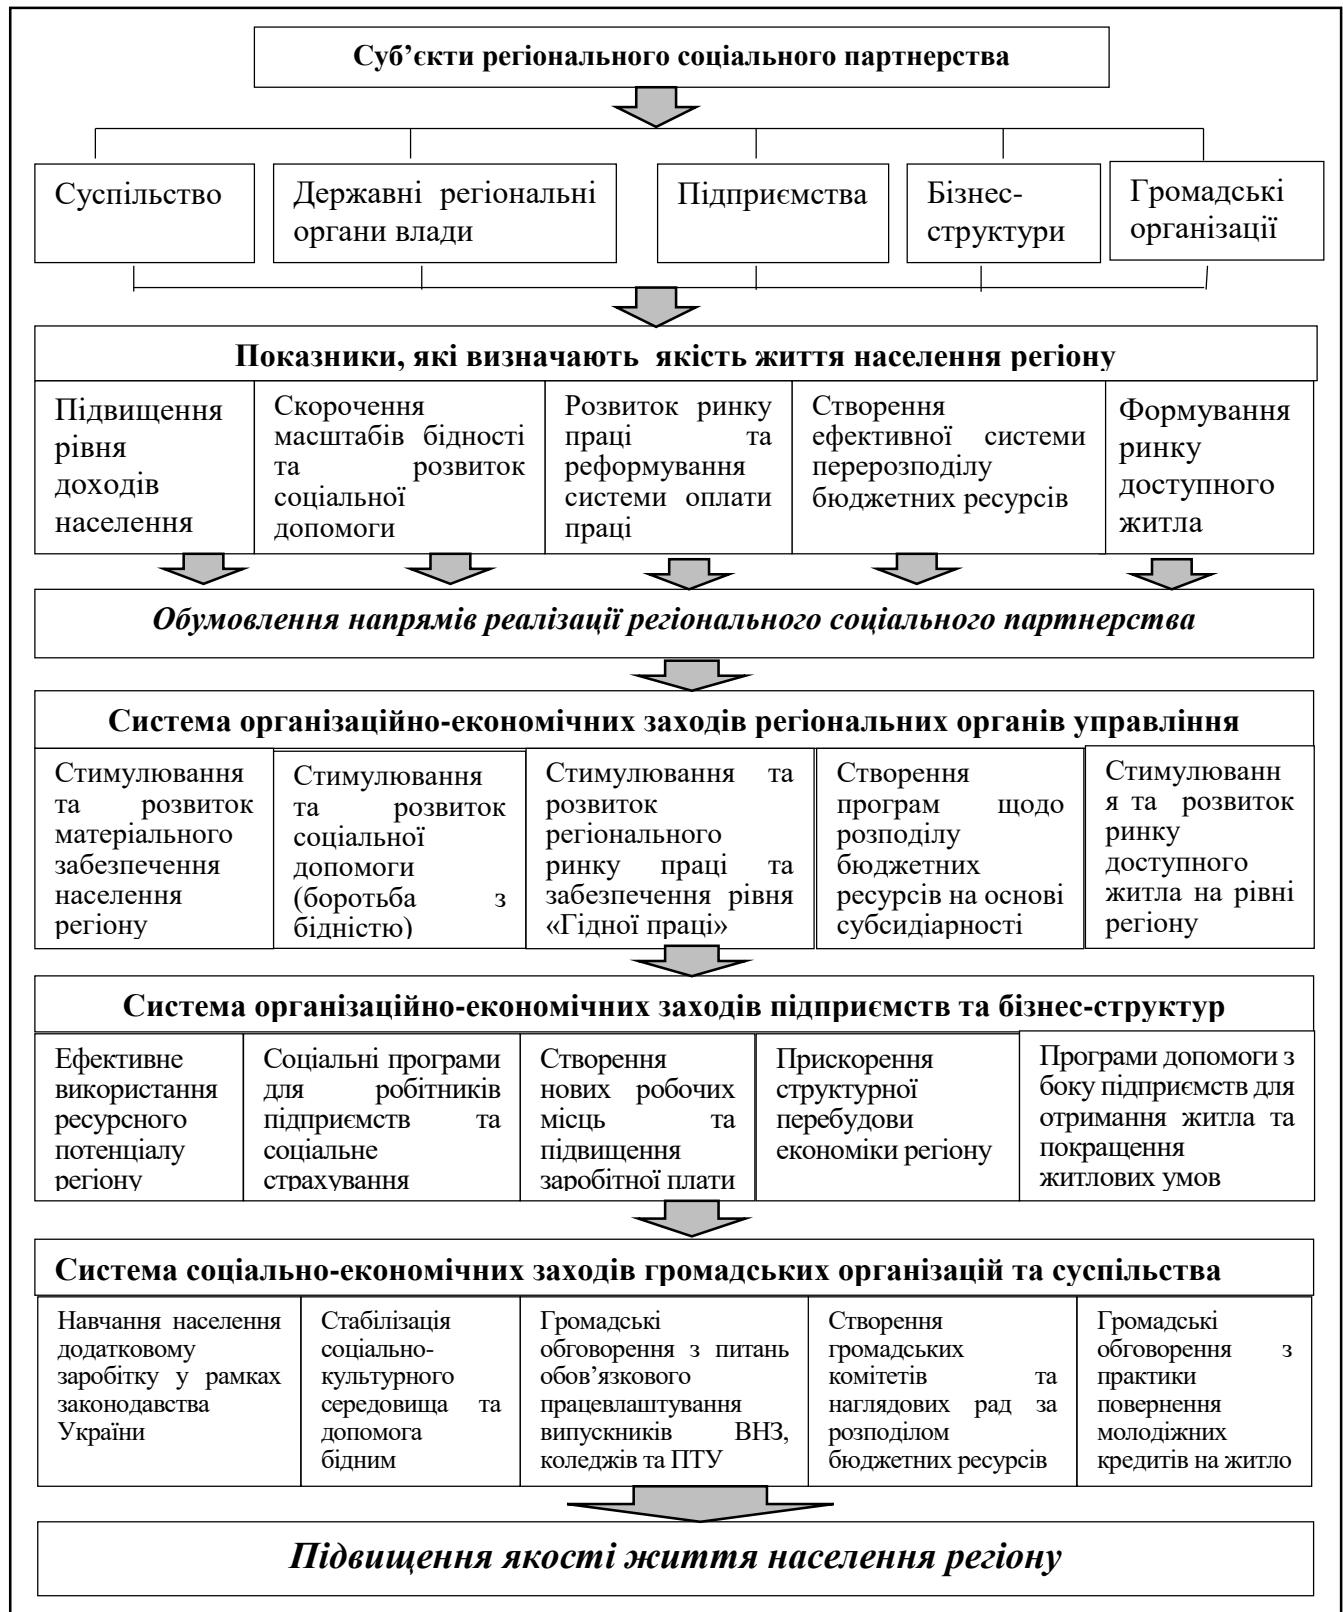 Суб’єкти регіонального соціального партнерства
Суспільство
Державні регіональні
органи влади
Підприємства
Бізнес-
структури
Громадські
організації
Показники, які визначають якість життя населення регіону
Підвищення
рівня
доходів
населення
Скорочення
масштабів бідності
та розвиток
соціальної
допомоги
Розвиток ринку
праці та
реформування
системи оплати
праці
Створення
ефективної системи
перерозподілу
бюджетних ресурсів
Формування
ринку
доступного
житла
Обумовлення напрямів реалізації регіонального соціального партнерства
Система організаційно-економічних заходів регіональних органів управління
Стимулювання
та розвиток
матеріального
забезпечення
населення
регіону
Стимулювання
та розвиток
соціальної
допомоги
(боротьба з
бідністю)
Стимулювання та
розвиток
регіонального
ринку праці та
забезпечення рівня
«Гідної праці»
Створення
програм щодо
розподілу
бюджетних
ресурсів на основі
субсидіарності
Стимулюванн
я та розвиток
ринку
доступного
житла на рівні
регіону
Система організаційно-економічних заходів підприємств та бізнес-структур
Ефективне
використання
ресурсного
потенціалу
регіону
Соціальні програми
для робітників
підприємств та
соціальне
страхування
Створення
нових робочих
місць та
підвищення
заробітної плати
Прискорення
структурної
перебудови
економіки регіону
Програми допомоги з
боку підприємств для
отримання житла та
покращення
житлових умов
Система соціально-економічних заходів громадських організацій та суспільства
Навчання населення
додатковому
заробітку у рамках
законодавства
України
Стабілізація
соціально-
культурного
середовища та
допомога
бідним
Громадські
обговорення з питань
обов’язкового
працевлаштування
випускників ВНЗ,
коледжів та ПТУ
Створення
громадських
комітетів та
наглядових рад за
розподілом
бюджетних ресурсів
Громадські
обговорення з
практики
повернення
молодіжних
кредитів на житло
Підвищення якості життя населення регіону